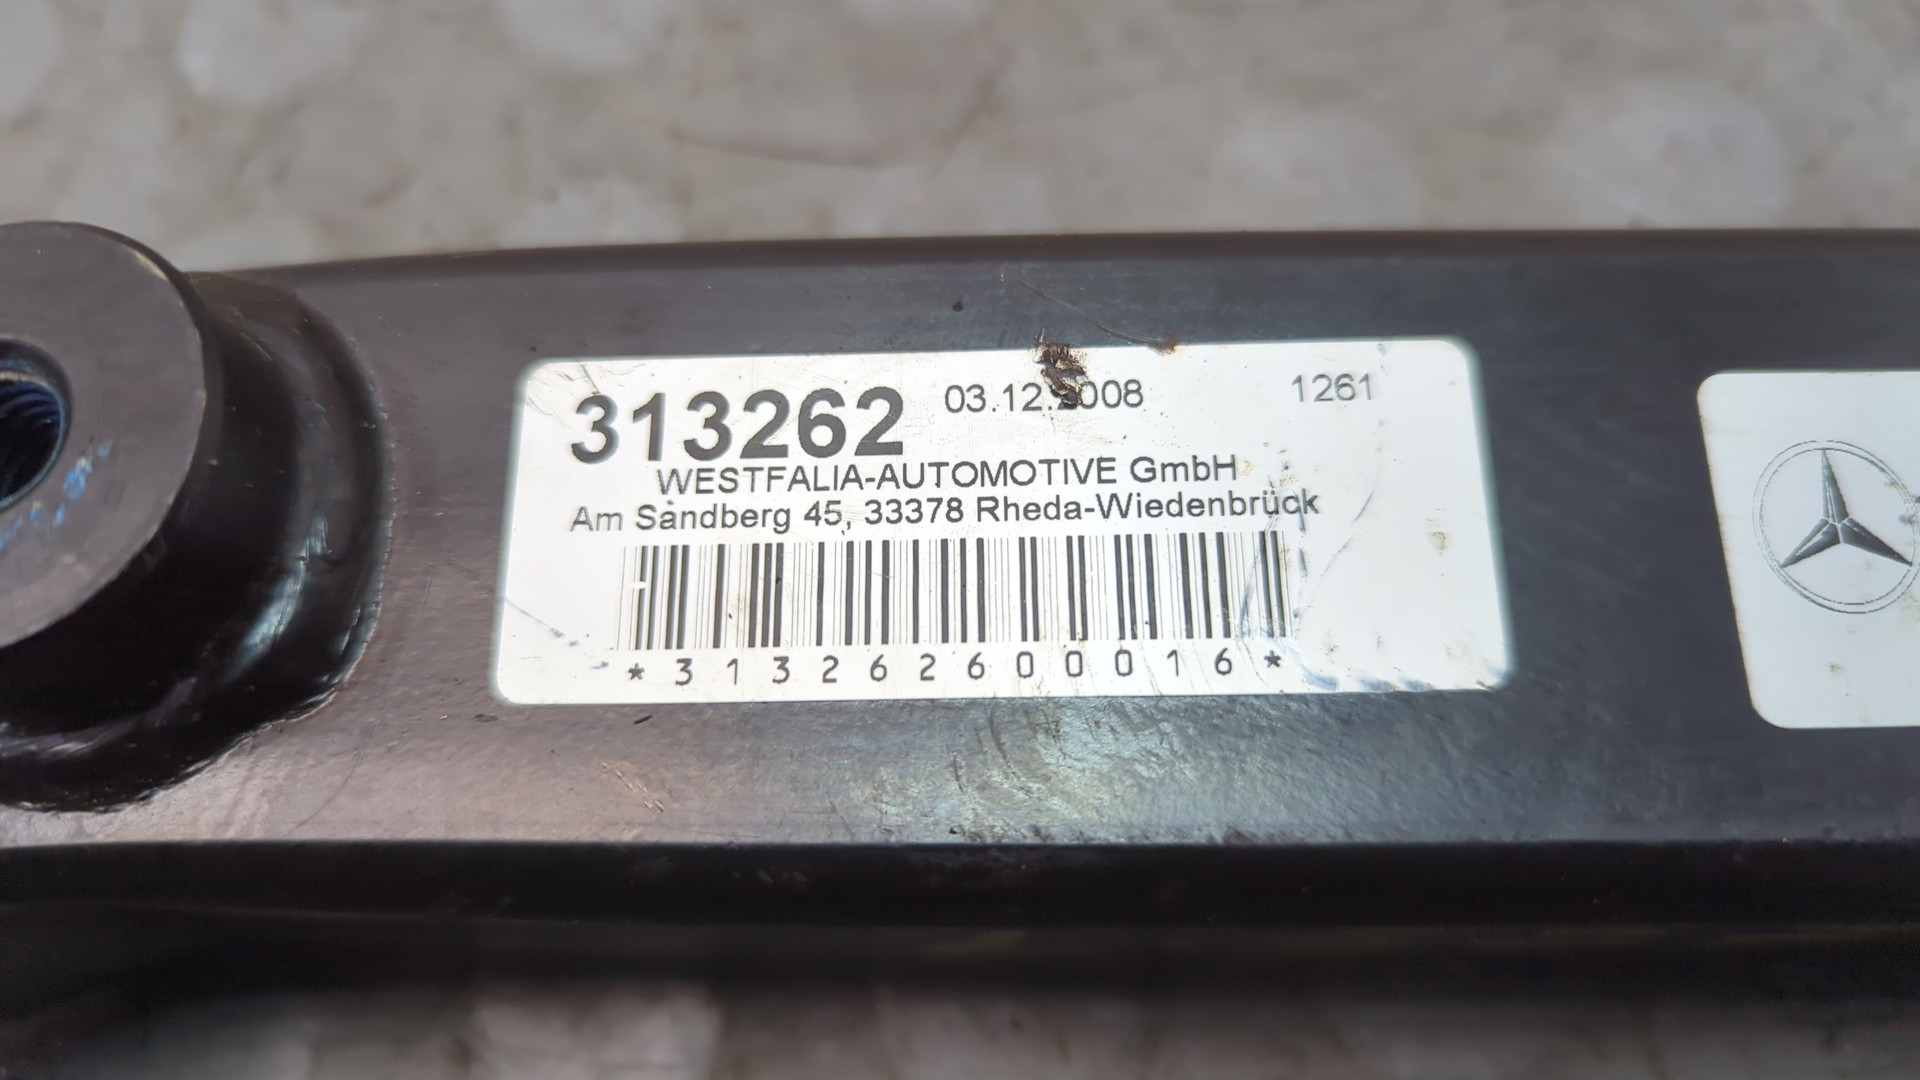 313262 03.12.2008 1261
WESTFALIA-AUTOMOTIVE GmbH
Am Sandberg 45, 33378 Rheda-Wiedenbrück
*313262600016*